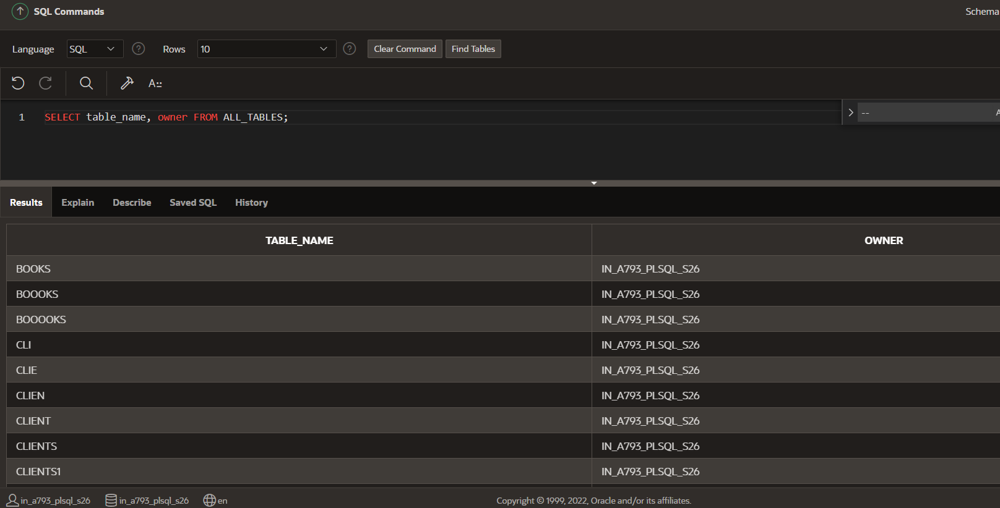 SQL Commands Schema
Language SQL Rows 10 Clear Command Find Tables
A::
1 SELECT table_name, owner FROM ALL_TABLES; --
Results Explain Describe Saved SQL History
TABLE_NAME OWNER
BOOKS IN_A793_PLSQL_S26
BOOOKS IN_A793_PLSQL_S26
BOOOOKS IN_A793_PLSQL_S26
CLI IN_A793_PLSQL_S26
CLIE IN_A793_PLSQL_S26
CLIEN IN_A793_PLSQL_S26
CLIENT IN_A793_PLSQL_S26
CLIENTS IN_A793_PLSQL_S26
CLIENTS1 IN_A793_PLSQL_S26
in_a793_plsql_s26 in_a793_plsql_s26 en Copyright © 1999, 2022, Oracle and/or its affiliates.